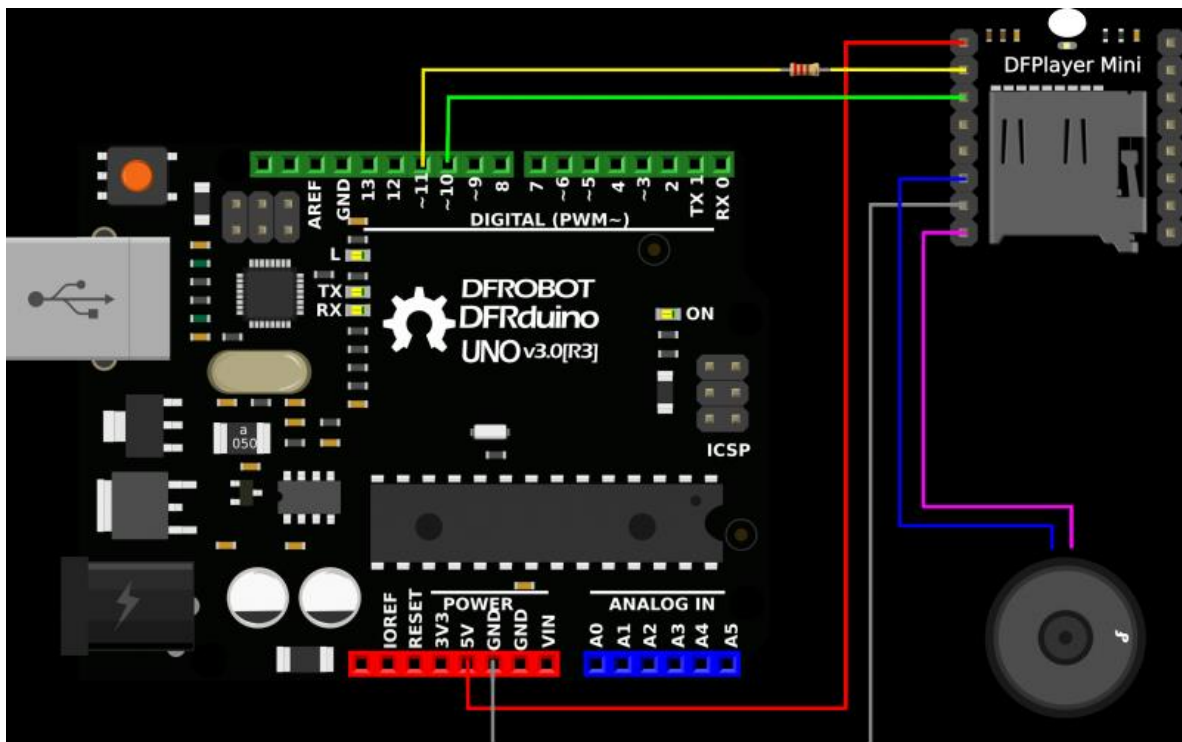 DFPlayer Mini
AREF
GND
13
12
~11
~10
~9
8
7
~6
~5
4
~3
2
TX 1
RX 0
DIGITAL (PWM~)
L
TX
RX
DFROBOT
DFRduino
UNO v3.0[R3]
ON
ICSP
a
050
POWER
ANALOG IN
IOREF
RESET
3V3
5V
GND
GND
VIN
A0
A1
A2
A3
A4
A5